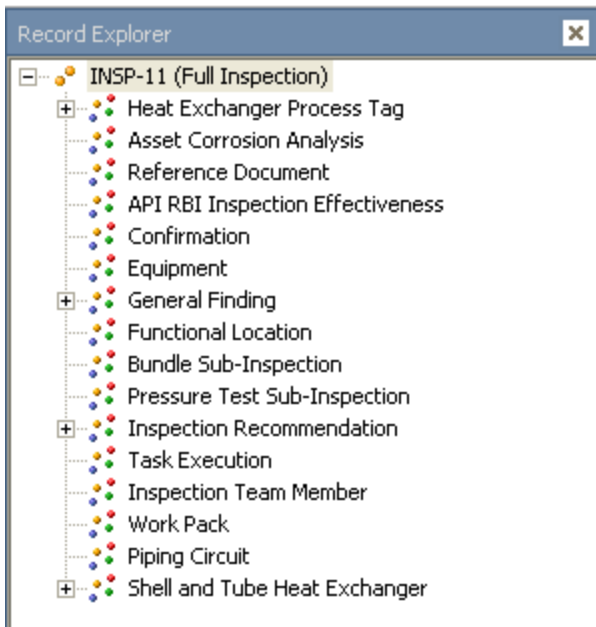 Record Explorer
INSP-11 (Full Inspection)
Heat Exchanger Process Tag
Asset Corrosion Analysis
Reference Document
API RBI Inspection Effectiveness
Confirmation
Equipment
General Finding
Functional Location
Bundle Sub-Inspection
Pressure Test Sub-Inspection
Inspection Recommendation
Task Execution
Inspection Team Member
Work Pack
Piping Circuit
Shell and Tube Heat Exchanger